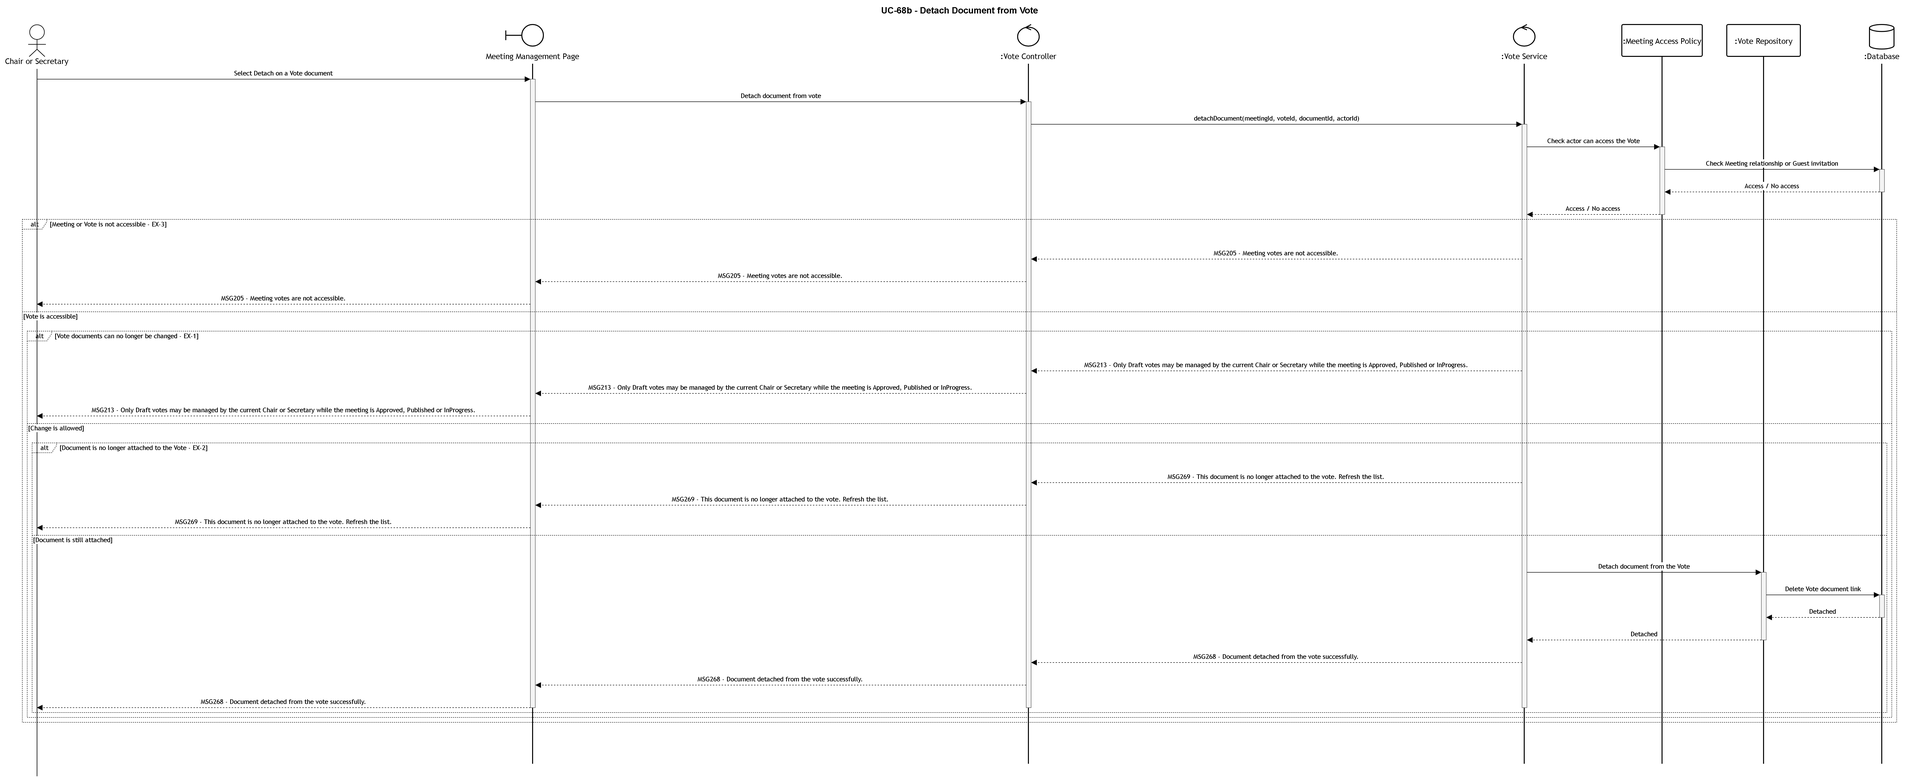 UC-68b - Detach Document from Vote
Chair or Secretary
Meeting Management Page
:Vote Controller
:Vote Service
:Meeting Access Policy
:Vote Repository
:Database
Select Detach on a Vote document
Detach document from vote
detachDocument(meetingId, voteId, documentId, actorId)
Check actor can access the Vote
Check Meeting relationship or Guest invitation
Access / No access
Access / No access
alt [Meeting or Vote is not accessible - EX-3]
MSG205 - Meeting votes are not accessible.
MSG205 - Meeting votes are not accessible.
MSG205 - Meeting votes are not accessible.
[Vote is accessible]
alt [Vote documents can no longer be changed - EX-1]
MSG213 - Only Draft votes may be managed by the current Chair or Secretary while the meeting is Approved, Published or InProgress.
MSG213 - Only Draft votes may be managed by the current Chair or Secretary while the meeting is Approved, Published or InProgress.
MSG213 - Only Draft votes may be managed by the current Chair or Secretary while the meeting is Approved, Published or InProgress.
[Change is allowed]
alt [Document is no longer attached to the Vote - EX-2]
MSG269 - This document is no longer attached to the vote. Refresh the list.
MSG269 - This document is no longer attached to the vote. Refresh the list.
MSG269 - This document is no longer attached to the vote. Refresh the list.
[Document is still attached]
Detach document from the Vote
Delete Vote document link
Detached
Detached
MSG268 - Document detached from the vote successfully.
MSG268 - Document detached from the vote successfully.
MSG268 - Document detached from the vote successfully.